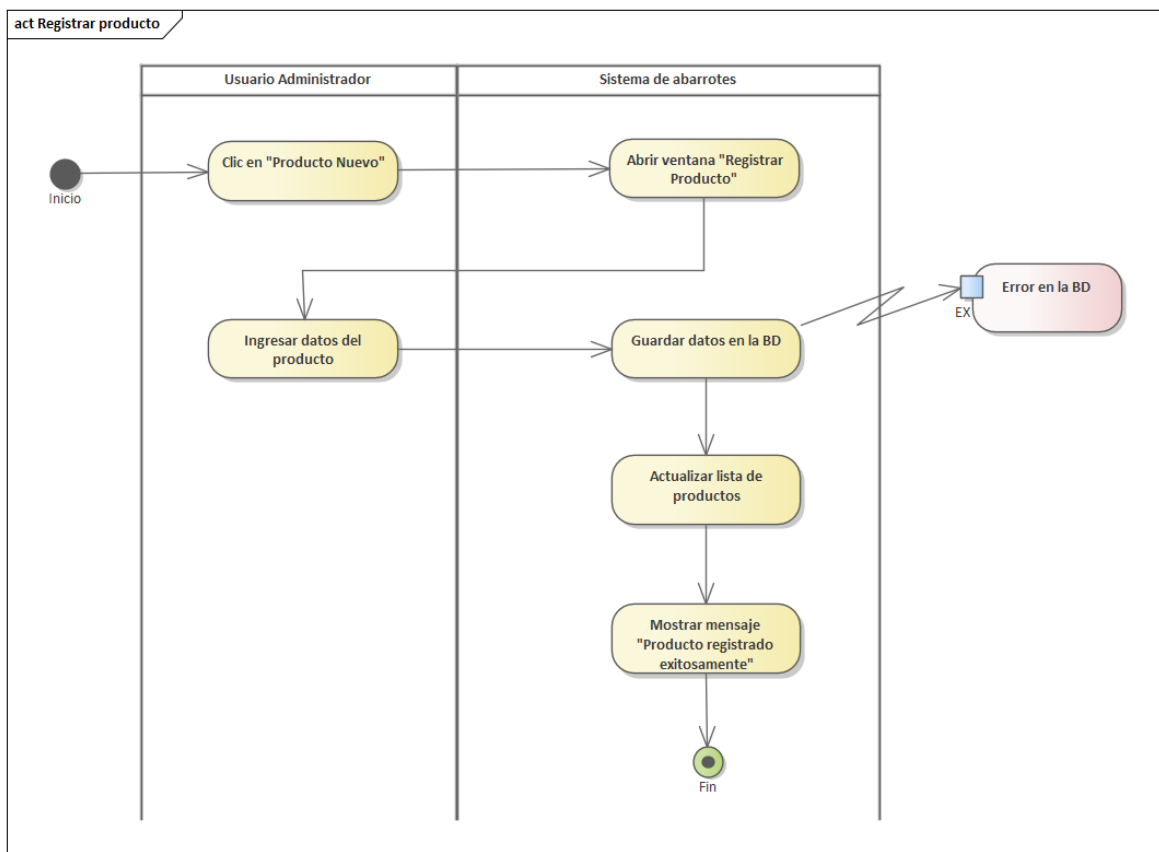 act Registrar producto
Usuario Administrador
Sistema de abarrotes
Clic en "Producto Nuevo"
Abrir ventana "Registrar
Producto"
Inicio
Error en la BD
EX
Ingresar datos del
producto
Guardar datos en la BD
Actualizar lista de
productos
Mostrar mensaje
"Producto registrado
exitosamente"
Fin